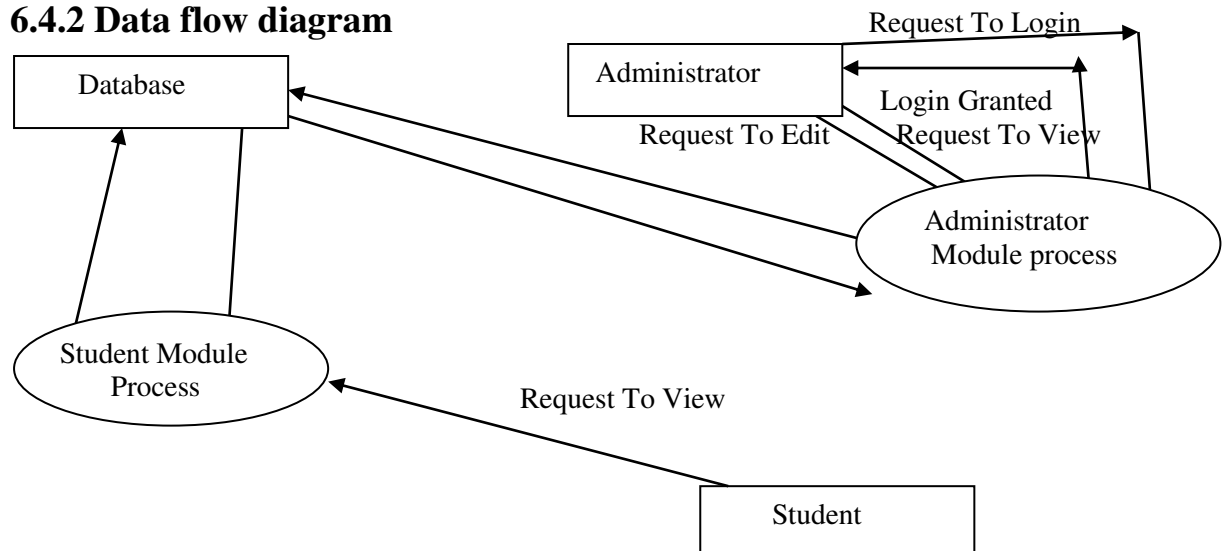 6.4.2 Data flow diagram
Request To Login
Database
Administrator
Login Granted
Request To Edit
Request To View
Administrator
Module process
Student Module
Process
Request To View
Student